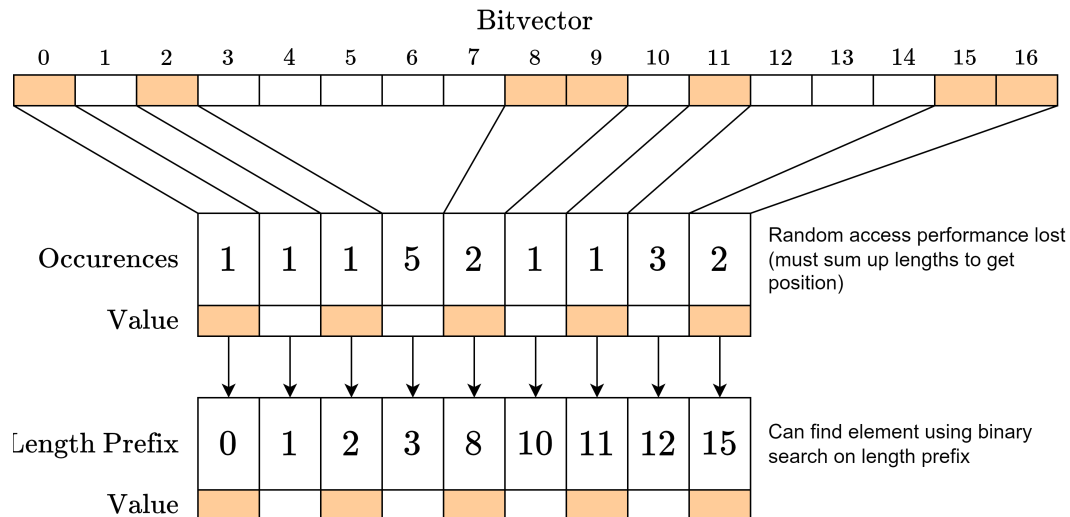 Bitvector
0 1 2 3 4 5 6 7 8 9 10 11 12 13 14 15 16
Occurences 1 1 1 5 2 1 1 3 2
Random access performance lost
(must sum up lengths to get
position)
Value
Length Prefix 0 1 2 3 8 10 11 12 15
Can find element using binary
search on length prefix
Value